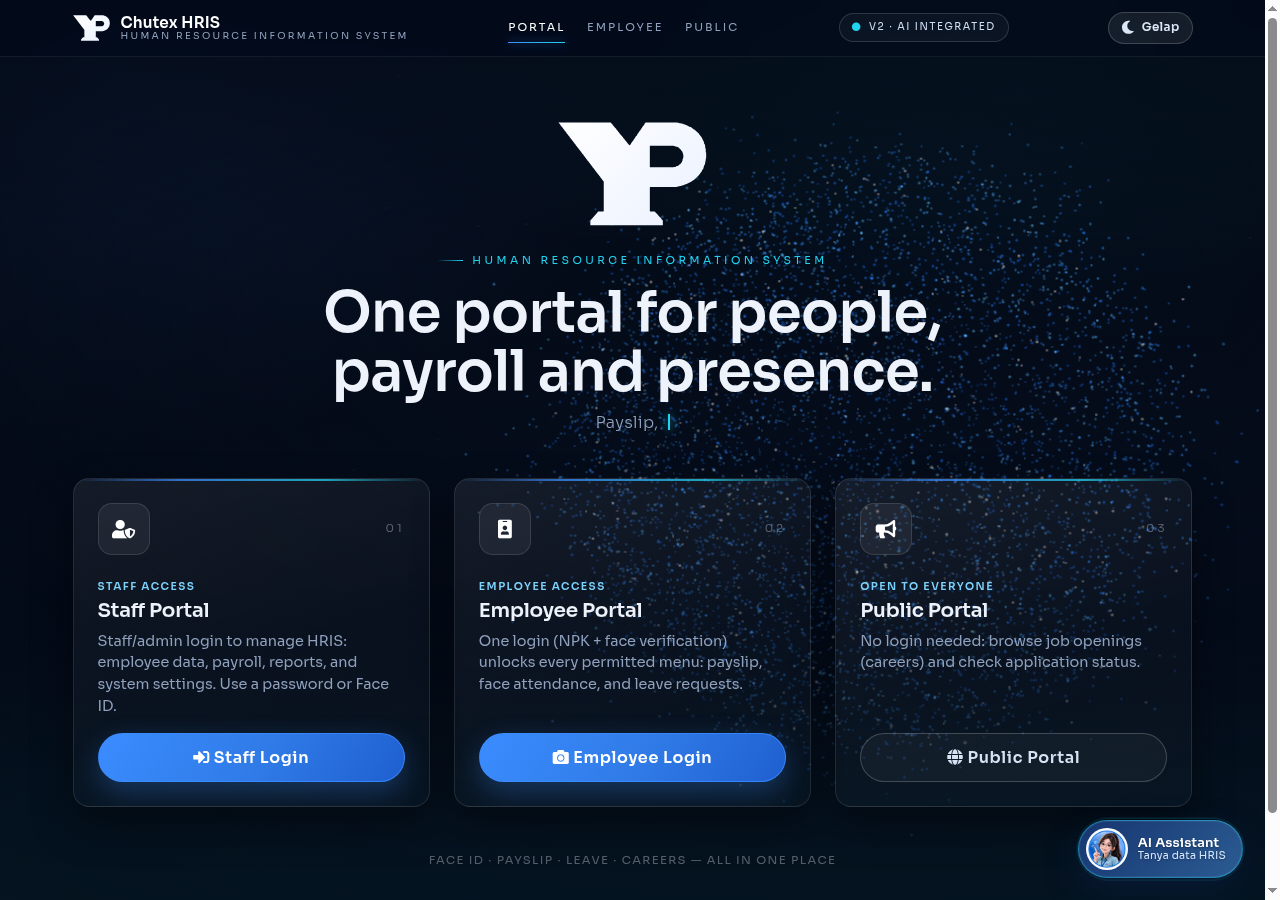 Chutex HRIS
HUMAN RESOURCE INFORMATION SYSTEM
PORTAL
EMPLOYEE
PUBLIC
V2 · AI INTEGRATED
Gelap
YP
HUMAN RESOURCE INFORMATION SYSTEM
One portal for people,
payroll and presence.
Payslip,
01
STAFF ACCESS
Staff Portal
Staff/admin login to manage HRIS:
employee data, payroll, reports, and
system settings. Use a password or Face
ID.
Staff Login
02
EMPLOYEE ACCESS
Employee Portal
One login (NPK + face verification)
unlocks every permitted menu: payslip,
face attendance, and leave requests.
Employee Login
03
OPEN TO EVERYONE
Public Portal
No login needed: browse job openings
(careers) and check application status.
Public Portal
AI Assistant
Tanya data HRIS
FACE ID · PAYSLIP · LEAVE · CAREERS — ALL IN ONE PLACE